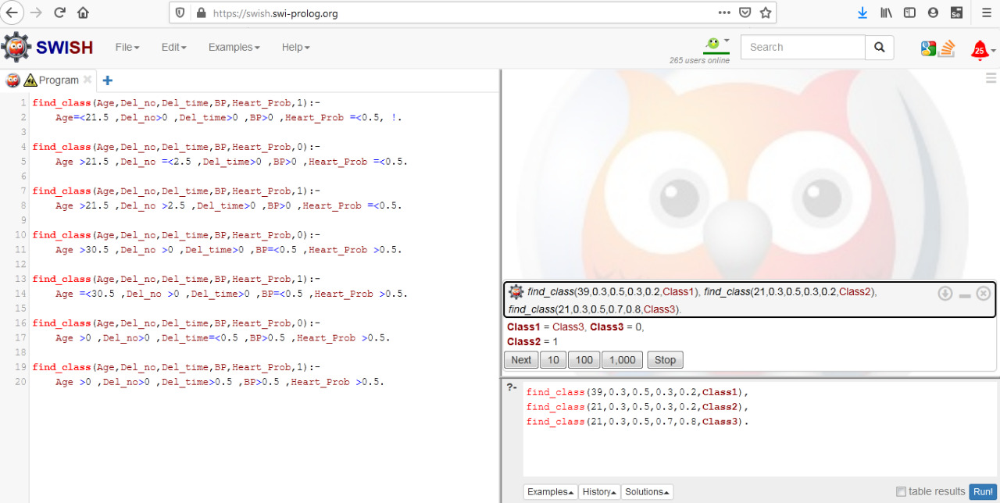 https://swish.swi-prolog.org
SWISH File Edit Examples Help 265 users online Search 25
Program
1 find_class(Age,Del_no,Del_time,BP,Heart_Prob,1):-
2 Age=<21.5 ,Del_no>0 ,Del_time>0 ,BP>0 ,Heart_Prob =<0.5, !.
3
4 find_class(Age,Del_no,Del_time,BP,Heart_Prob,0):-
5 Age >21.5 ,Del_no =<2.5 ,Del_time>0 ,BP>0 ,Heart_Prob =<0.5.
6
7 find_class(Age,Del_no,Del_time,BP,Heart_Prob,1):-
8 Age >21.5 ,Del_no >2.5 ,Del_time>0 ,BP>0 ,Heart_Prob =<0.5.
9
10 find_class(Age,Del_no,Del_time,BP,Heart_Prob,0):-
11 Age >30.5 ,Del_no >0 ,Del_time>0 ,BP=<0.5 ,Heart_Prob >0.5.
12
13 find_class(Age,Del_no,Del_time,BP,Heart_Prob,1):-
14 Age =<30.5 ,Del_no >0 ,Del_time>0 ,BP=<0.5 ,Heart_Prob >0.5.
15
16 find_class(Age,Del_no,Del_time,BP,Heart_Prob,0):-
17 Age >0 ,Del_no>0 ,Del_time=<0.5 ,BP>0.5 ,Heart_Prob >0.5.
18
19 find_class(Age,Del_no,Del_time,BP,Heart_Prob,1):-
20 Age >0 ,Del_no>0 ,Del_time>0.5 ,BP>0.5 ,Heart_Prob >0.5.
find_class(39,0.3,0.5,0.3,0.2,Class1), find_class(21,0.3,0.5,0.3,0.2,Class2),
find_class(21,0.3,0.5,0.7,0.8,Class3).
Class1 = Class3, Class3 = 0,
Class2 = 1
Next 10 100 1,000 Stop
?- find_class(39,0.3,0.5,0.3,0.2,Class1),
find_class(21,0.3,0.5,0.3,0.2,Class2),
find_class(21,0.3,0.5,0.7,0.8,Class3).
Examples History Solutions table results Run!